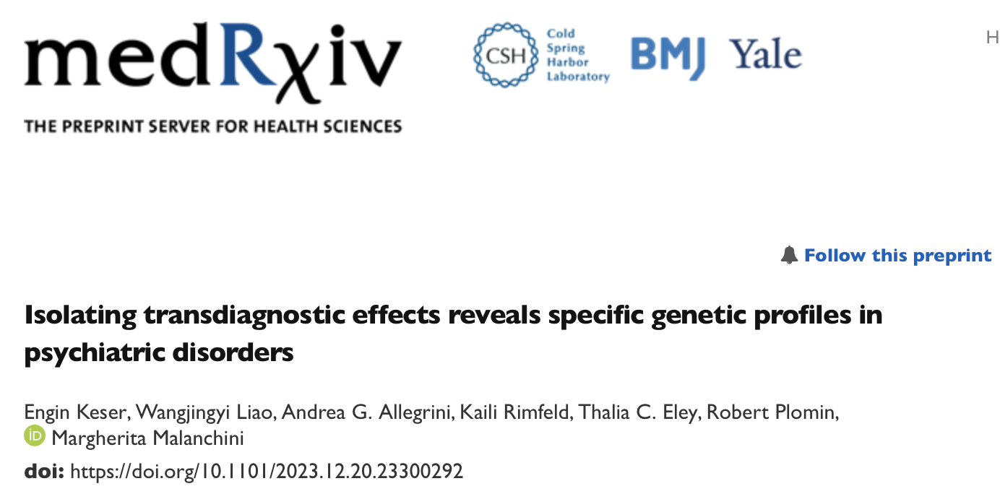 medRχiv
THE PREPRINT SERVER FOR HEALTH SCIENCES
CSH
Cold
Spring
Harbor
Laboratory
BMJ
Yale
H
Follow this preprint
Isolating transdiagnostic effects reveals specific genetic profiles in
psychiatric disorders
Engin Keser, Wangjingyi Liao, Andrea G. Allegrini, Kaili Rimfeld, Thalia C. Eley, Robert Plomin,
iD Margherita Malanchini
doi: https://doi.org/10.1101/2023.12.20.23300292